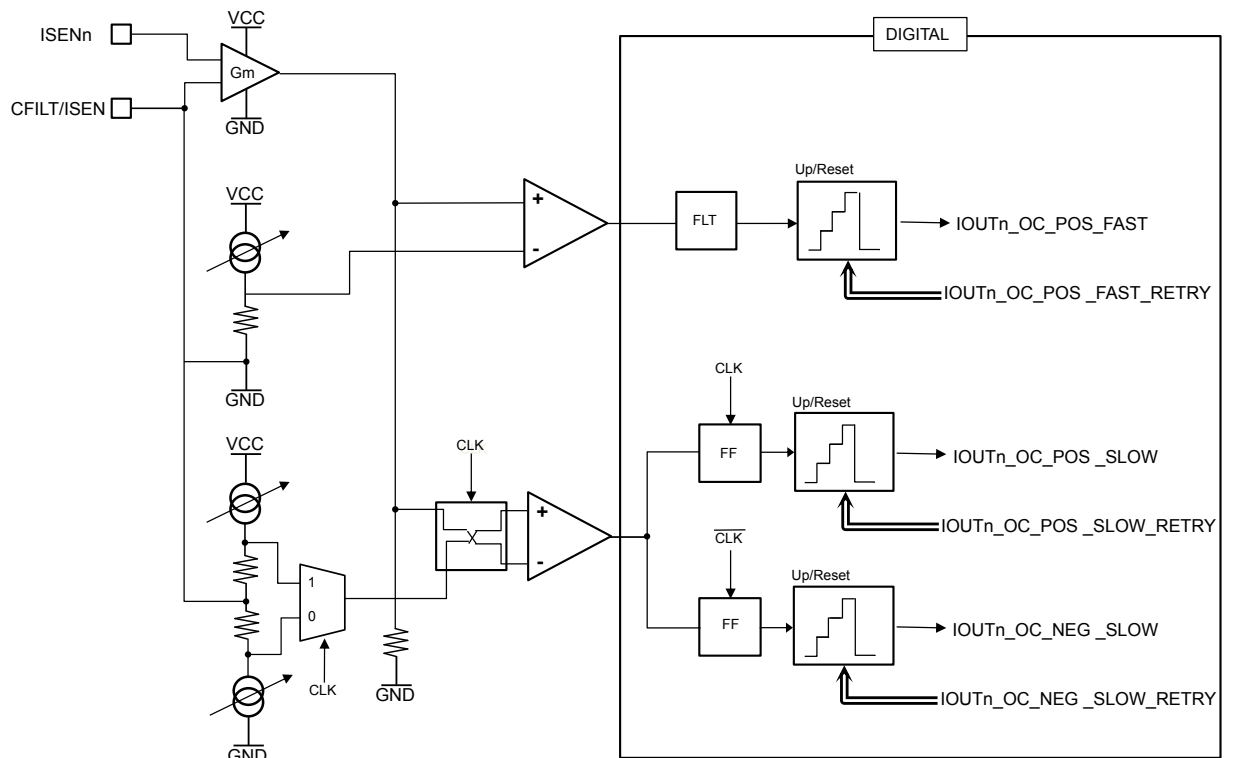 VCC
DIGITAL
ISENn
Gm
CFILT/ISEN
GND
Up/Reset
VCC
+
-
FLT
IOUTn_OC_POS_FAST
IOUTn_OC_POS _FAST_RETRY
GND
CLK
Up/Reset
VCC
CLK
FF
IOUTn_OC_POS _SLOW
+
-
IOUTn_OC_POS _SLOW_RETRY
CLK
1
0
Up/Reset
FF
IOUTn_OC_NEG _SLOW
CLK
GND
IOUTn_OC_NEG _SLOW_RETRY
GND